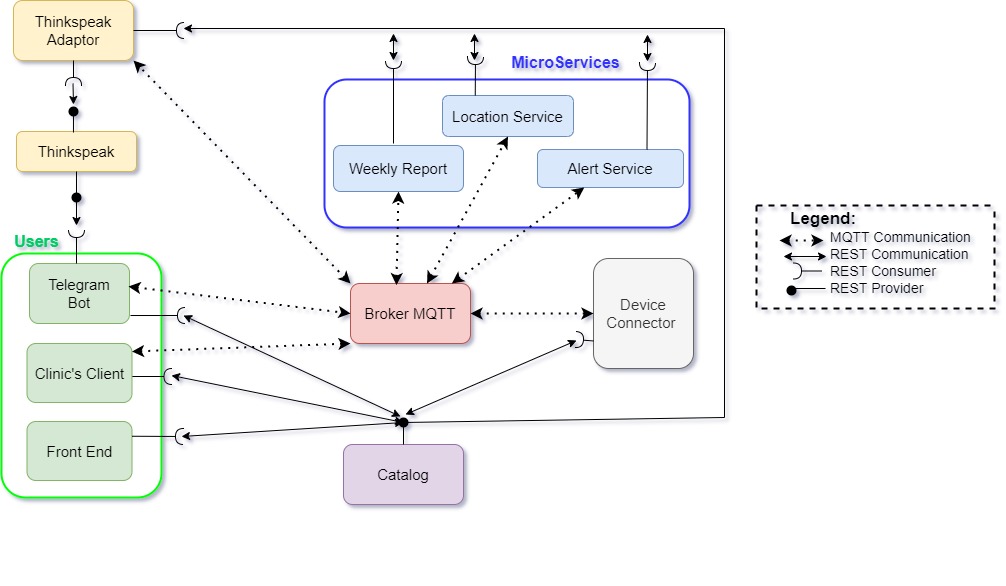 Thinkspeak
Adaptor
MicroServices
Location Service
Weekly Report
Alert Service
Thinkspeak
Users
Telegram
Bot
Broker MQTT
Device
Connector
Clinic's Client
Front End
Catalog
Legend:
MQTT Communication
REST Communication
REST Consumer
REST Provider